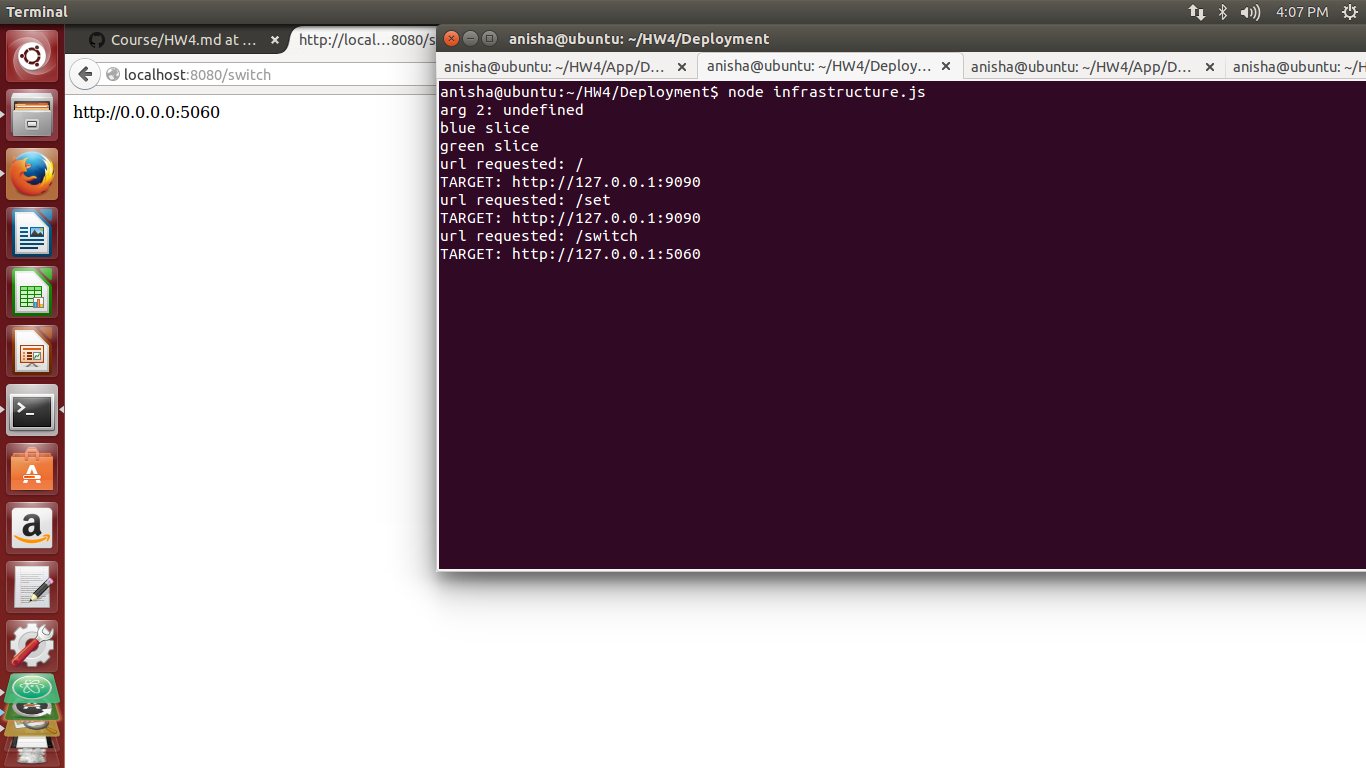 Terminal
4:07 PM
Course/HW4.md at ...
http://local...8080/s
localhost:8080/switch
http://0.0.0.0:5060
anisha@ubuntu: ~/HW4/Deployment
anisha@ubuntu: ~/HW4/App/D...
anisha@ubuntu: ~/HW4/Deploy...
anisha@ubuntu: ~/HW4/App/D...
anisha@ubuntu: ~/H
anisha@ubuntu:~/HW4/Deployment$ node infrastructure.js
arg 2: undefined
blue slice
green slice
url requested: /
TARGET: http://127.0.0.1:9090
url requested: /set
TARGET: http://127.0.0.1:9090
url requested: /switch
TARGET: http://127.0.0.1:5060